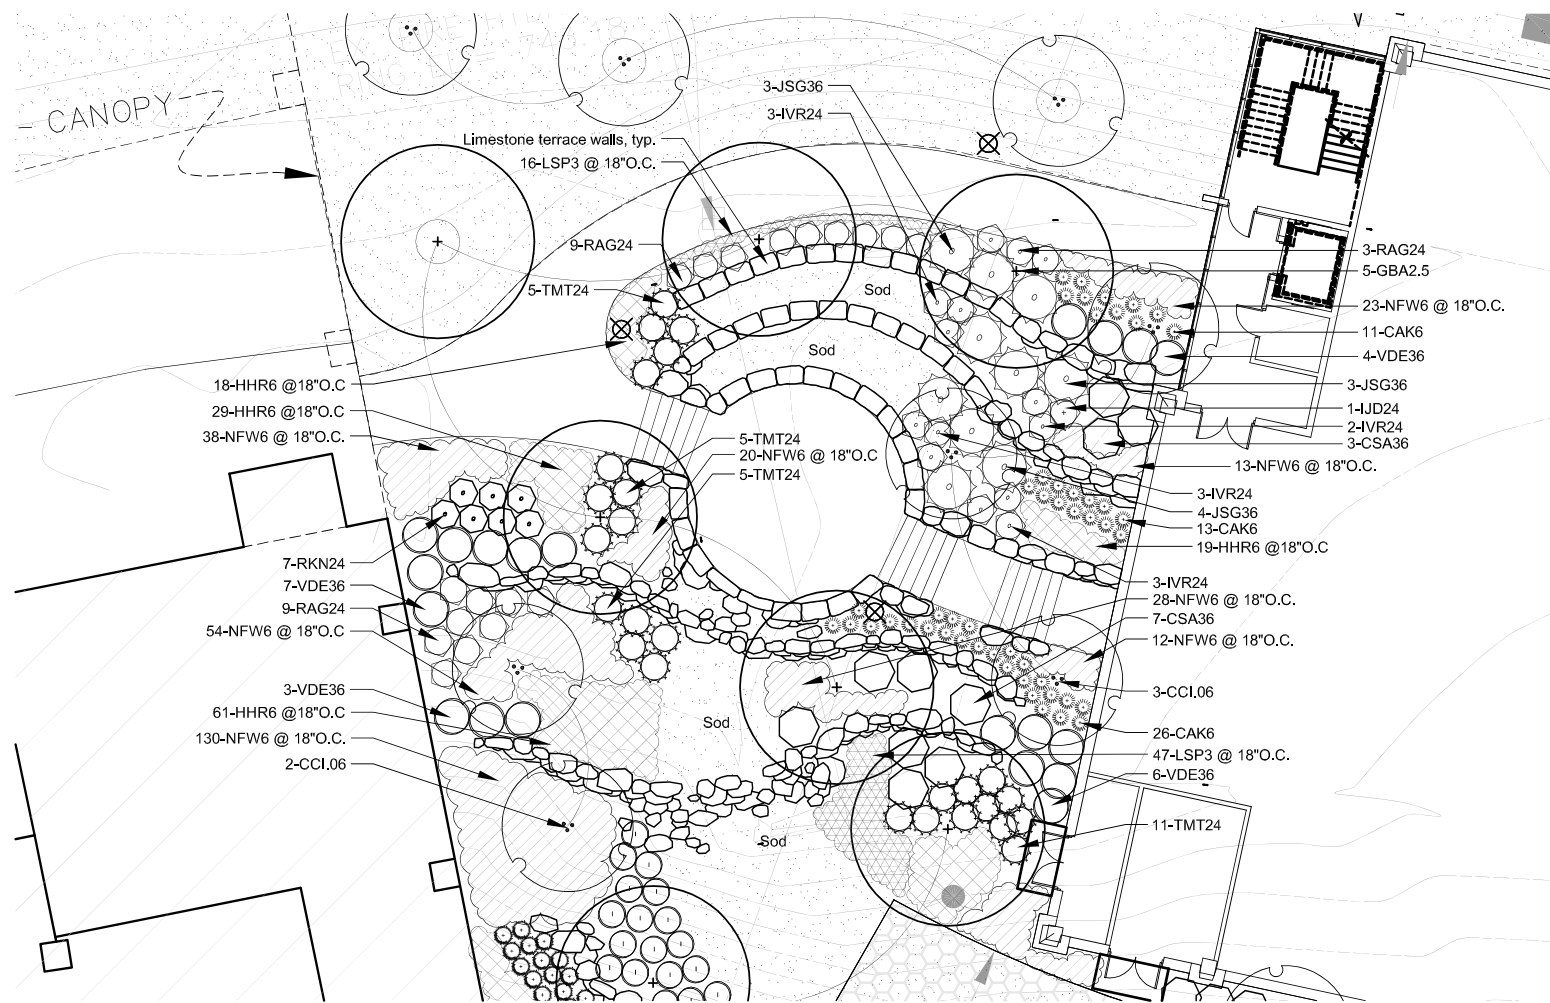 CANOPY
3-JSG36
3-IVR24
Limestone terrace walls, typ.
16-LSP3 @ 18"O.C.
9-RAG24
5-TMT24
18-HHR6 @18"O.C
29-HHR6 @18"O.C
38-NFW6 @ 18"O.C.
5-TMT24
20-NFW6 @ 18"O.C
5-TMT24
Sod
Sod
3-RAG24
5-GBA2.5
23-NFW6 @ 18"O.C.
11-CAK6
4-VDE36
3-JSG36
1-IJD24
2-IVR24
3-CSA36
13-NFW6 @ 18"O.C.
3-IVR24
4-JSG36
13-CAK6
19-HHR6 @18"O.C
3-IVR24
28-NFW6 @ 18"O.C.
7-CSA36
12-NFW6 @ 18"O.C.
3-CCI.06
26-CAK6
47-LSP3 @ 18"O.C.
6-VDE36
11-TMT24
7-RKN24
7-VDE36
9-RAG24
54-NFW6 @ 18"O.C
3-VDE36
61-HHR6 @18"O.C
130-NFW6 @ 18"O.C.
2-CCI.06
Sod
Sod